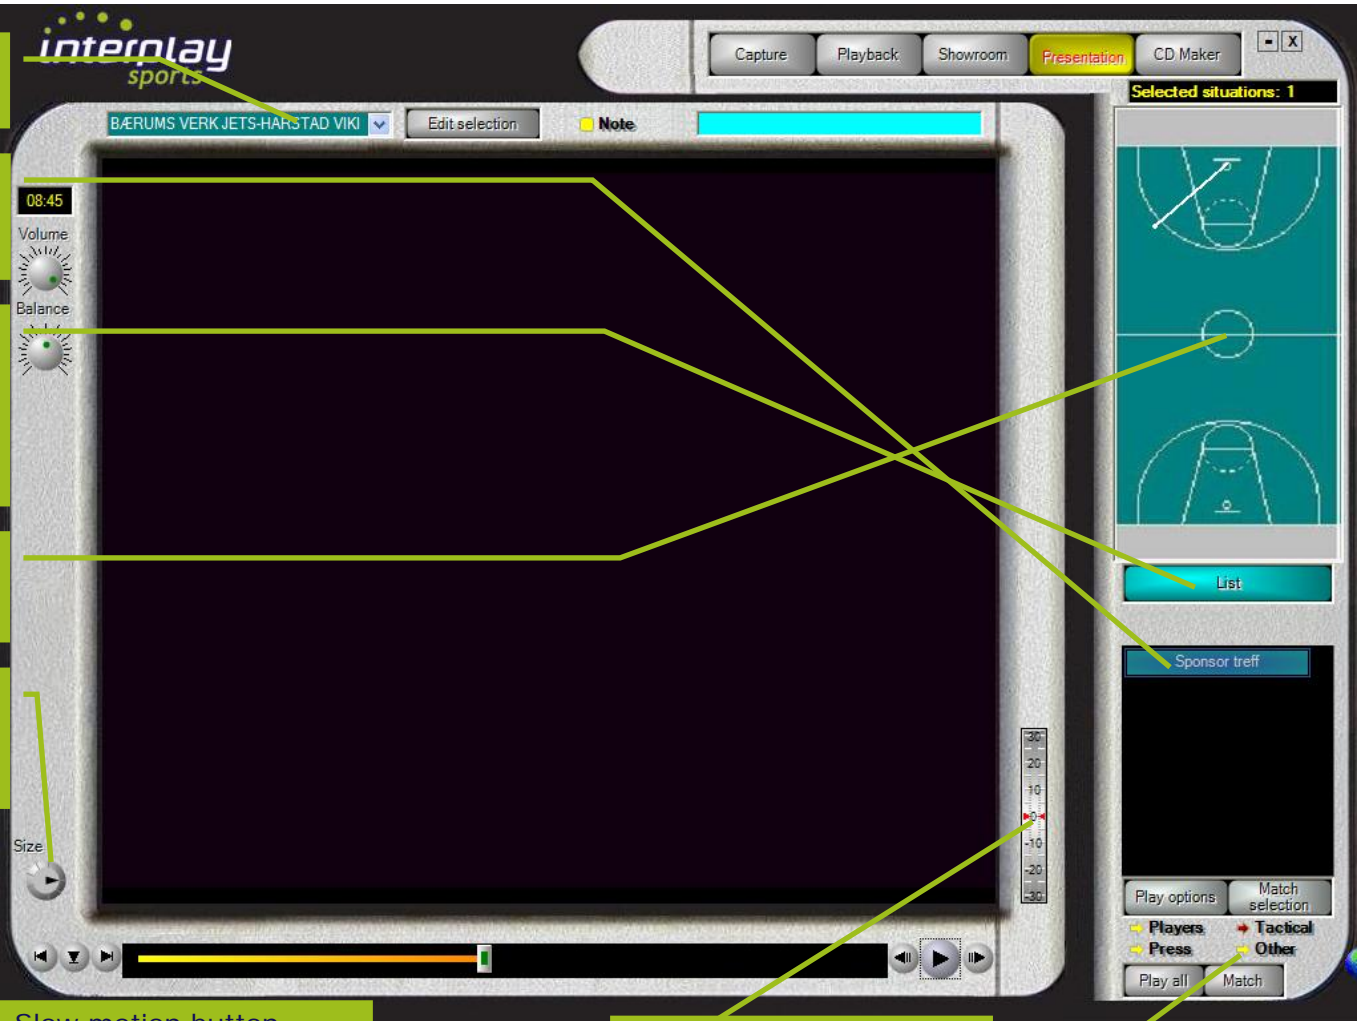 interplay
sports
Capture
Playback
Showroom
Presentation
CD Maker
- X
Selected situations: 1
BÆRUMS VERK JETS-HARSTAD VIKI
Edit selection
Note
08:45
Volume
Balance
List
Sponsor treff
30
20
10
0
-10
-20
-30
Size
Play options
Match
selection
Players
Tactical
Press
Other
Play all
Match
Slow motion button